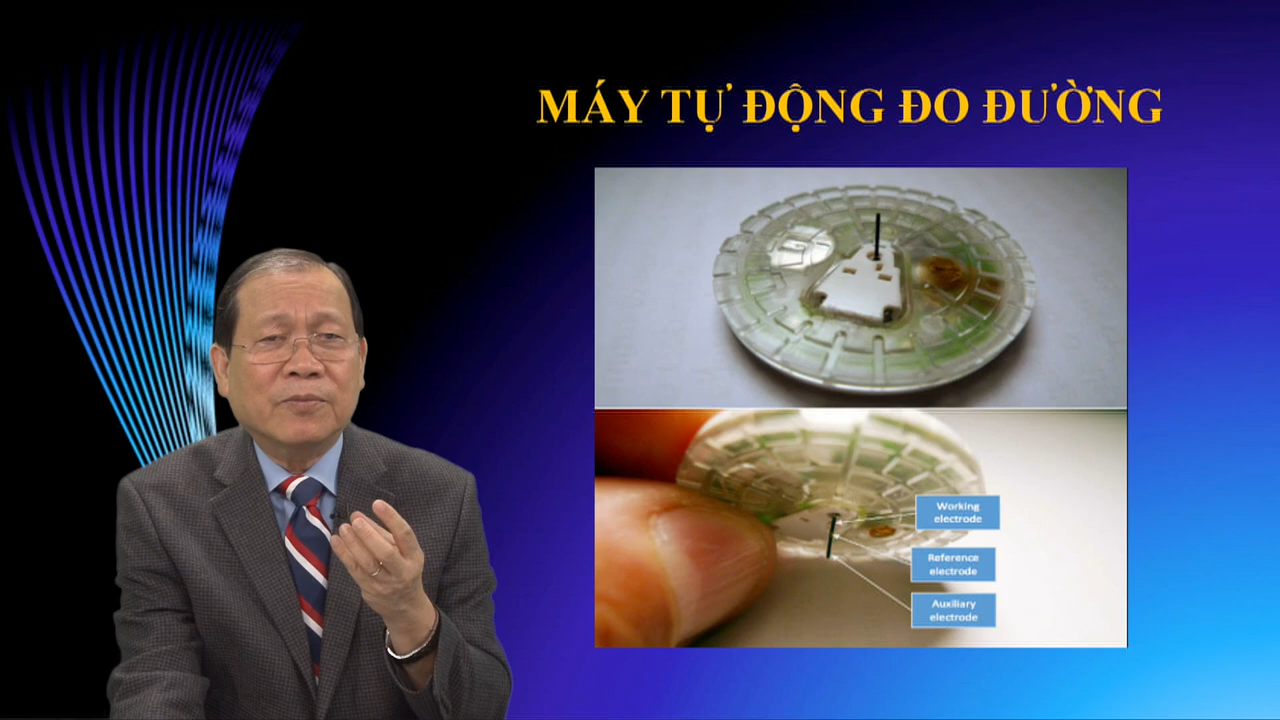 MÁY TỰ ĐỘNG ĐO ĐƯỜNG
Working
electrode
Reference
electrode
Auxiliary
electrode